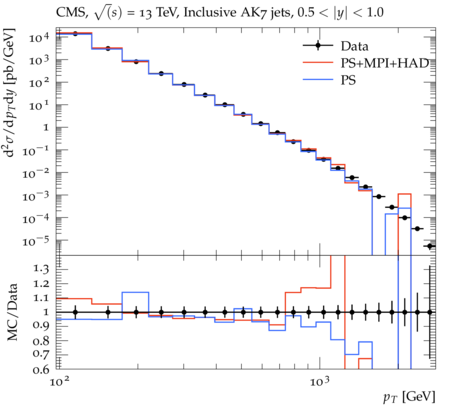 CMS, √(s) = 13 TeV, Inclusive AK7 jets, 0.5 < |y| < 1.0
d²σ/dp_T dy [pb/GeV]
10⁴
10³
10²
10¹
1
10⁻¹
10⁻²
10⁻³
10⁻⁴
10⁻⁵
Data
PS+MPI+HAD
PS
MC/Data
1.3
1.2
1.1
1
0.9
0.8
0.7
0.6
10² 10³
p_T [GeV]